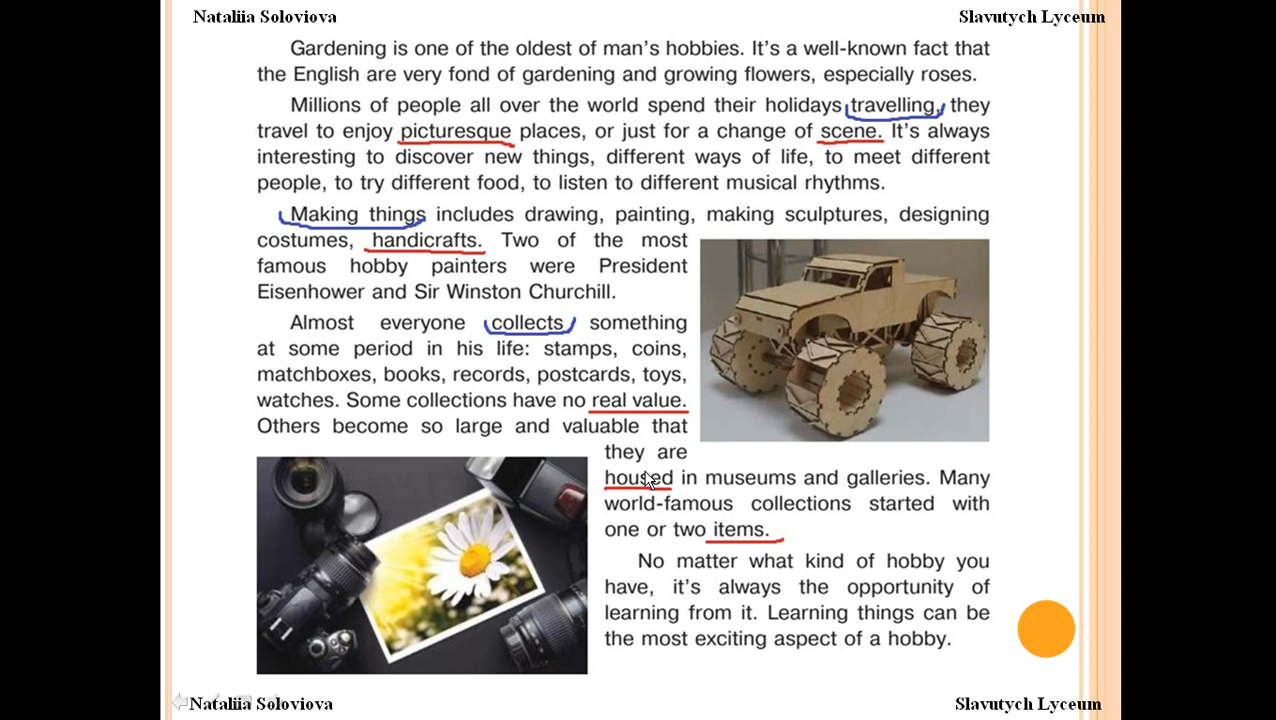 Nataliia Soloviova
Slavutych Lyceum
Gardening is one of the oldest of man's hobbies. It's a well-known fact that
the English are very fond of gardening and growing flowers, especially roses.
Millions of people all over the world spend their holidays travelling, they
travel to enjoy picturesque places, or just for a change of scene. It's always
interesting to discover new things, different ways of life, to meet different
people, to try different food, to listen to different musical rhythms.
Making things includes drawing, painting, making sculptures, designing
costumes, handicrafts. Two of the most
famous hobby painters were President
Eisenhower and Sir Winston Churchill.
Almost everyone collects something
at some period in his life: stamps, coins,
matchboxes, books, records, postcards, toys,
watches. Some collections have no real value.
Others become so large and valuable that
they are
housed in museums and galleries. Many
world-famous collections started with
one or two items.
No matter what kind of hobby you
have, it's always the opportunity of
learning from it. Learning things can be
the most exciting aspect of a hobby.
Nataliia Soloviova
Slavutych Lyceum